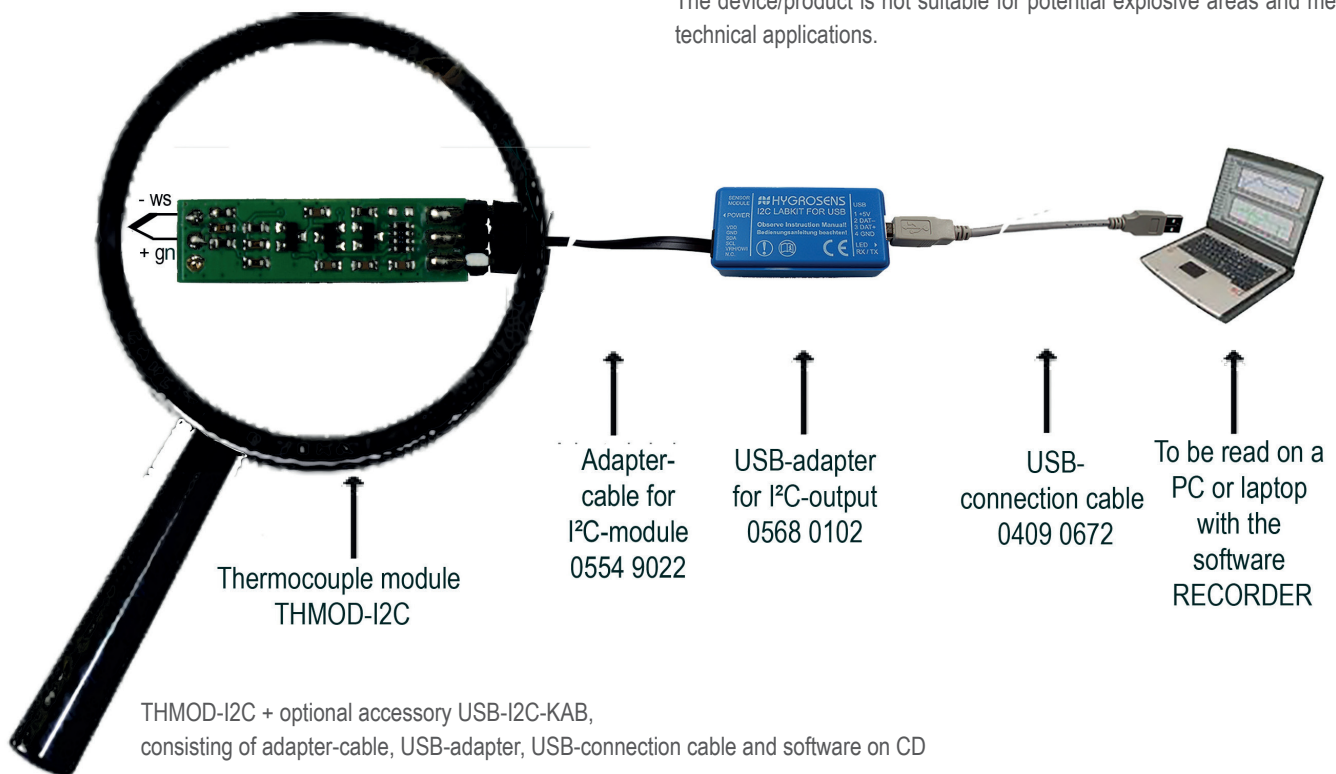 The device/product is not suitable for potential explosive areas and me
technical applications.
- ws
+ gn
SENSOR
MODULE
POWER
VDD
GND
SDA
SCL
N.C.
HYGROSENS
I2C LABKIT FOR USB
Observe Instruction Manual!
Bedienungsanleitung beachten!
CE
USB
1 +5V
2 DAT–
3 DAT+
4 GND
LED
RX / TX
Thermocouple module
THMOD-I2C
Adapter-
cable for
I²C-module
0554 9022
USB-adapter
for I²C-output
0568 0102
USB-
connection cable
0409 0672
To be read on a
PC or laptop
with the
software
RECORDER
THMOD-I2C + optional accessory USB-I2C-KAB,
consisting of adapter-cable, USB-adapter, USB-connection cable and software on CD